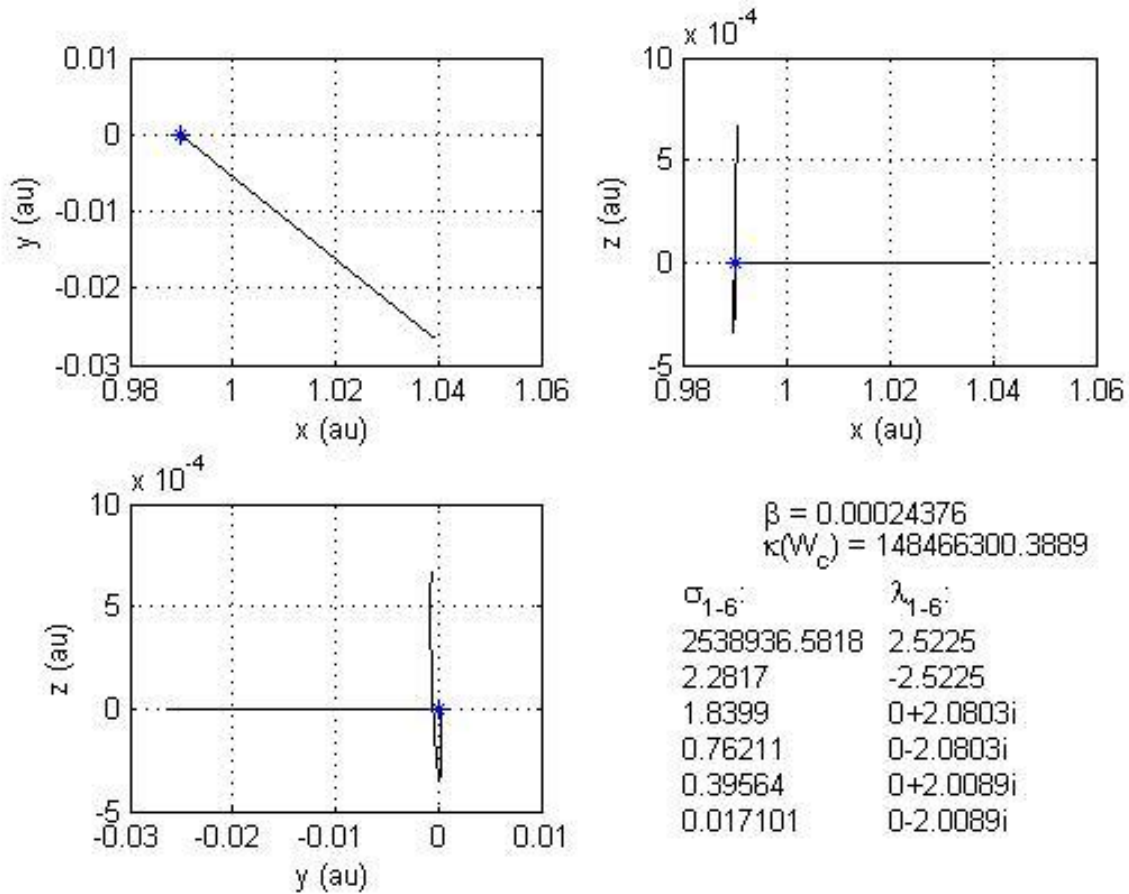 0.01
0
-0.01
-0.02
-0.03
y (au)
0.98 1 1.02 1.04 1.06
x (au)
x 10^-4
10
5
0
-5
z (au)
0.98 1 1.02 1.04 1.06
x (au)
x 10^-4
10
5
0
-5
z (au)
-0.03 -0.02 -0.01 0 0.01
y (au)
β = 0.00024376
κ(W_c) = 148466300.3889
σ_1-6: λ_1-6:
2538936.5818 2.5225
2.2817 -2.5225
1.8399 0+2.0803i
0.76211 0-2.0803i
0.39564 0+2.0089i
0.017101 0-2.0089i